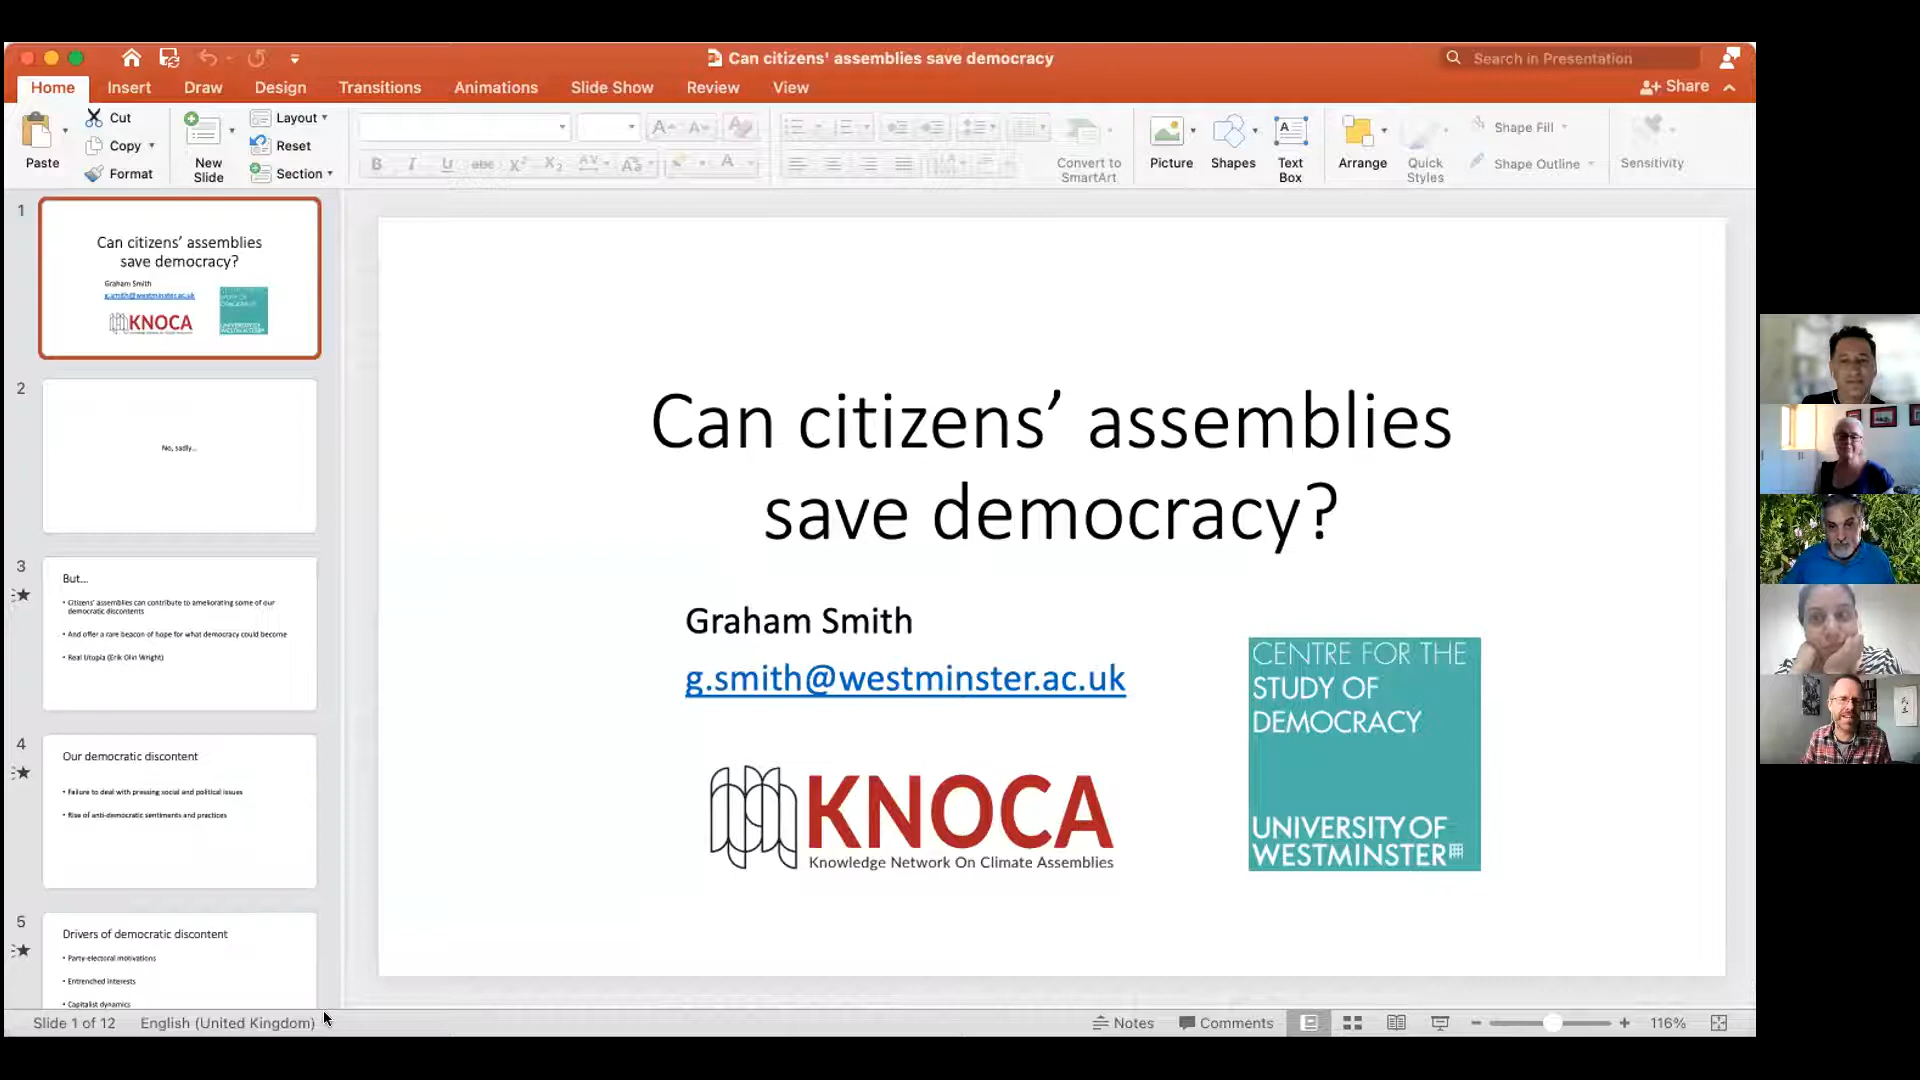 Can citizens' assemblies save democracy
Search in Presentation
Home
Insert
Draw
Design
Transitions
Animations
Slide Show
Review
View
Share
Paste
Cut
Copy
Format
New
Slide
Layout
Reset
Section
Convert to
SmartArt
Picture
Shapes
Text
Box
Arrange
Quick
Styles
Shape Fill
Shape Outline
Sensitivity
1
Can citizens’ assemblies
save democracy?
Graham Smith
g.smith@westminster.ac.uk
KNOCA
2
No, sadly...
3
But...
• Citizens’ assemblies can contribute to ameliorating some of our
democratic discontents
• And offer a rare beacon of hope for what democracy could become
• Real Utopia (Erik Olin Wright)
4
Our democratic discontent
• Failure to deal with pressing social and political issues
• Rise of anti-democratic sentiments and practices
5
Drivers of democratic discontent
• Party-electoral motivations
• Entrenched interests
• Capitalist dynamics
Can citizens’ assemblies
save democracy?
Graham Smith
g.smith@westminster.ac.uk
KNOCA
Knowledge Network On Climate Assemblies
CENTRE FOR THE
STUDY OF
DEMOCRACY
UNIVERSITY OF
WESTMINSTER
Slide 1 of 12
English (United Kingdom)
Notes
Comments
116%